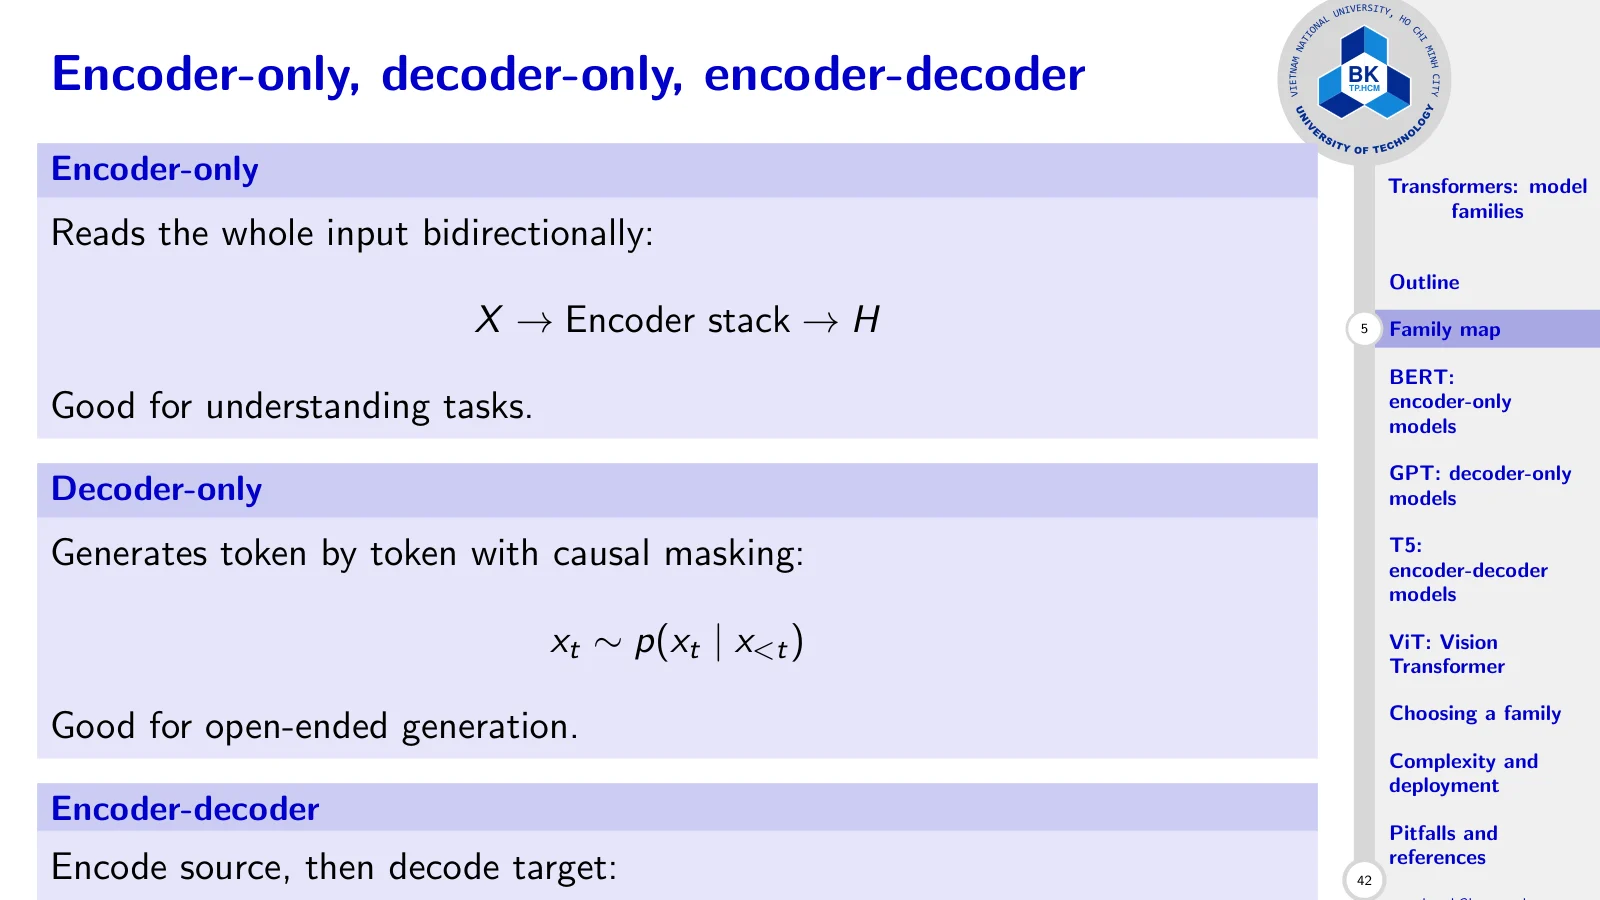 Encoder-only, decoder-only, encoder-decoder
Encoder-only
Reads the whole input bidirectionally:
X → Encoder stack → H
Good for understanding tasks.
Decoder-only
Generates token by token with causal masking:
x_t ∼ p(x_t | x_{<t})
Good for open-ended generation.
Encoder-decoder
Encode source, then decode target:
VIETNAM NATIONAL UNIVERSITY, HO CHI MINH CITY
BK
TP.HCM
UNIVERSITY OF TECHNOLOGY
Transformers: model
families
Outline
5
Family map
BERT:
encoder-only
models
GPT: decoder-only
models
T5:
encoder-decoder
models
ViT: Vision
Transformer
Choosing a family
Complexity and
deployment
Pitfalls and
references
42